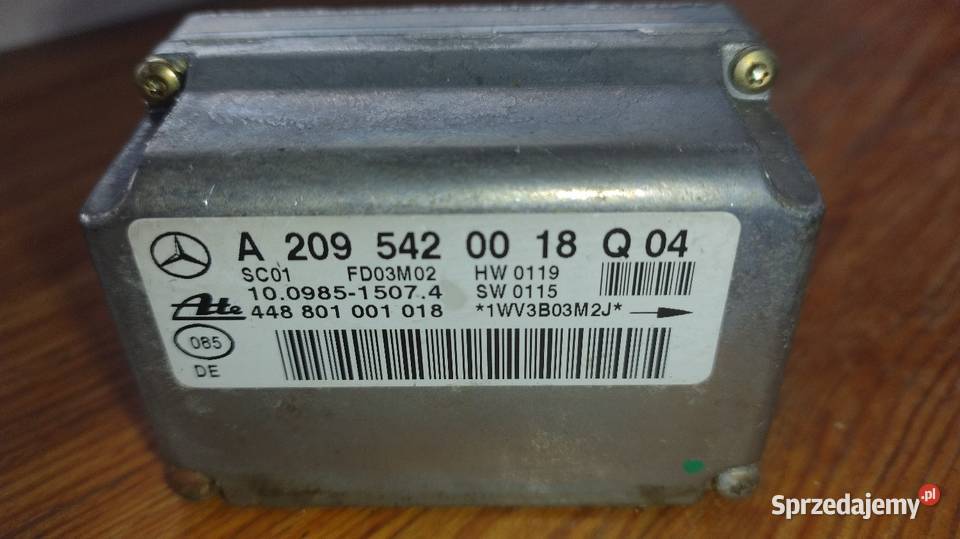 A 209 542 00 18 Q 04
SC01 FD03M02 HW 0119
10.0985-1507.4 SW 0115
Ate 448 801 001 018 *1WV3B03M2J*
085
DE
Sprzedajemy.pl